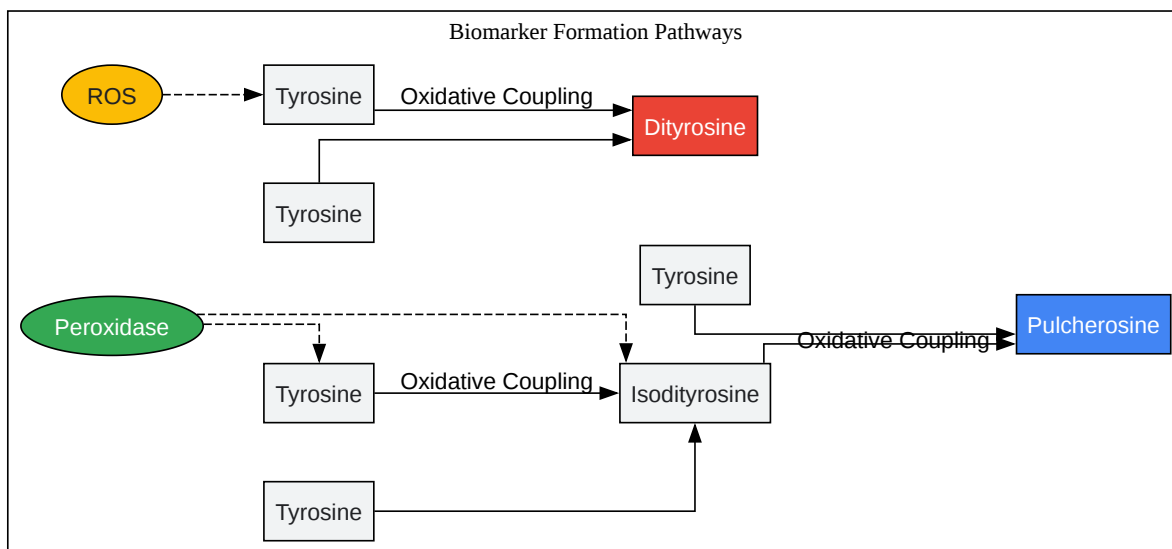 Biomarker Formation Pathways
ROS
Tyrosine
Oxidative Coupling
Dityrosine
Tyrosine
Tyrosine
Peroxidase
Pulcherosine
Oxidative Coupling
Tyrosine
Oxidative Coupling
Isodityrosine
Tyrosine